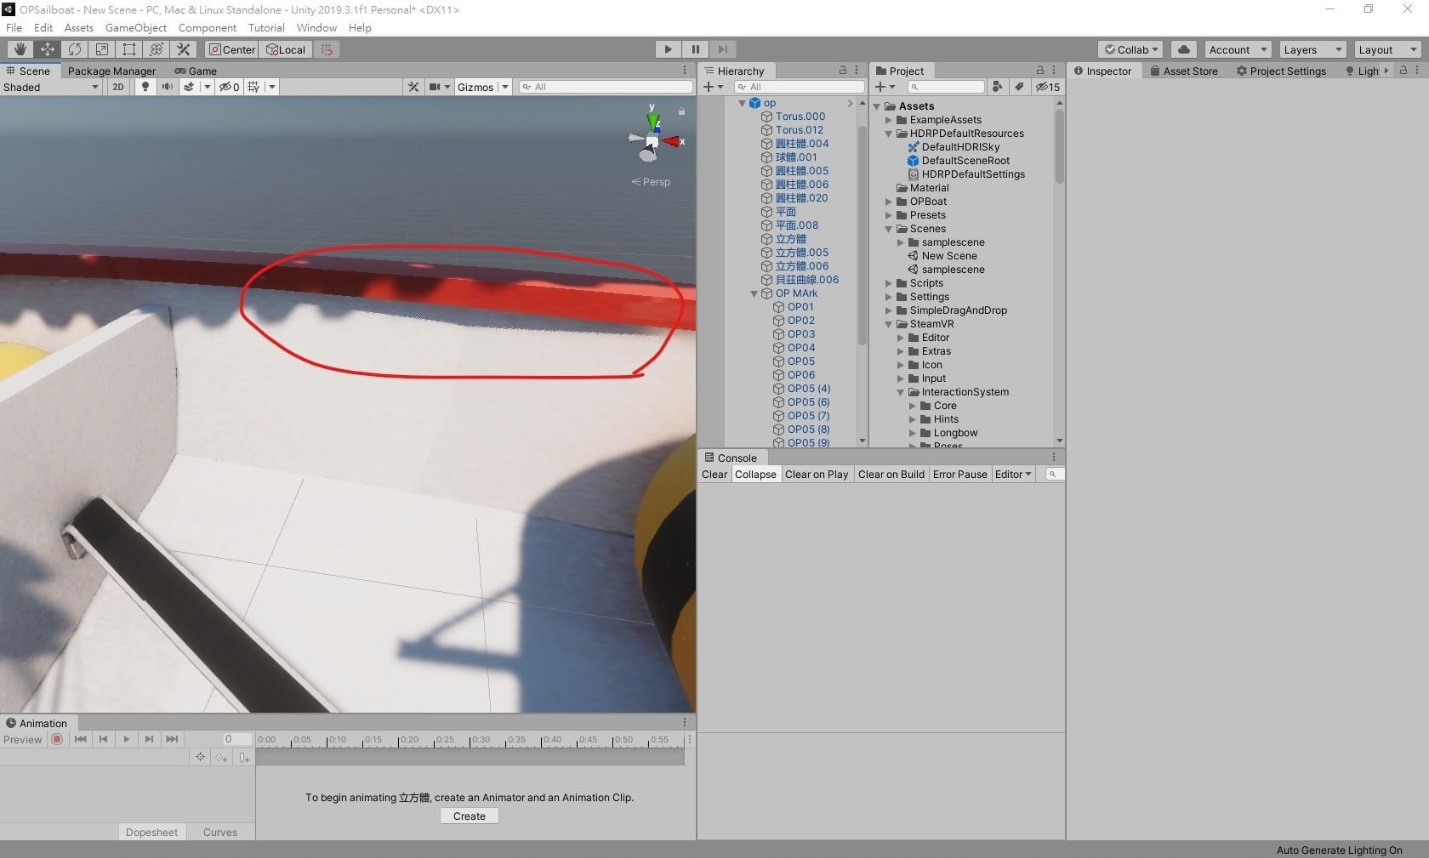 OPSailboat - New Scene - PC, Mac & Linux Standalone - Unity 2019.3.1f1 Personal* <DX11>
File Edit Assets GameObject Component Tutorial Window Help
Center Local Collab Account Layers Layout
Scene Package Manager Game
Shaded 2D 0 Gizmos All
y
x
Persp
Hierarchy
All
op
Torus.000
Torus.012
圓柱體.004
球體.001
圓柱體.005
圓柱體.006
圓柱體.020
平面
平面.008
立方體
立方體.005
立方體.006
貝茲曲線.006
OP MArk
OP01
OP02
OP03
OP04
OP05
OP06
OP05 (4)
OP05 (6)
OP05 (7)
OP05 (8)
OP05 (9)
Project
15
Assets
ExampleAssets
HDRPDefaultResources
DefaultHDRISky
DefaultSceneRoot
HDRPDefaultSettings
Material
OPBoat
Presets
Scenes
samplescene
New Scene
samplescene
Scripts
Settings
SimpleDragAndDrop
SteamVR
Editor
Extras
Icon
Input
InteractionSystem
Core
Hints
Longbow
Poses
Inspector Asset Store Project Settings Ligh
Console
Clear Collapse Clear on Play Clear on Build Error Pause Editor
Animation
Preview 0 0:00 0:05 0:10 0:15 0:20 0:25 0:30 0:35 0:40 0:45 0:50 0:55
To begin animating 立方體, create an Animator and an Animation Clip.
Create
Dopesheet Curves
Auto Generate Lighting On